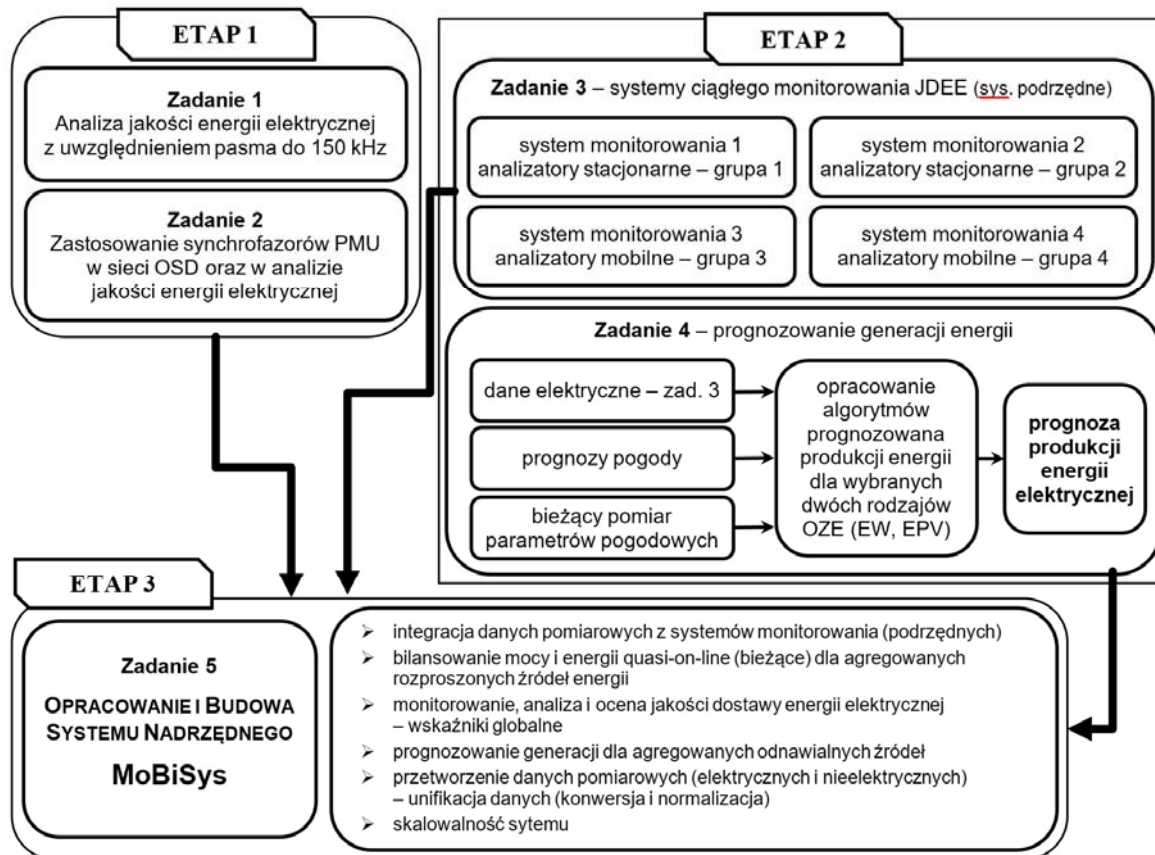 ETAP 1
Zadanie 1
Analiza jakości energii elektrycznej
z uwzględnieniem pasma do 150 kHz
Zadanie 2
Zastosowanie synchrofazorów PMU
w sieci OSD oraz w analizie
jakości energii elektrycznej
ETAP 2
Zadanie 3 – systemy ciągłego monitorowania JDEE (sys. podrzędne)
system monitorowania 1
analizatory stacjonarne – grupa 1
system monitorowania 2
analizatory stacjonarne – grupa 2
system monitorowania 3
analizatory mobilne – grupa 3
system monitorowania 4
analizatory mobilne – grupa 4
Zadanie 4 – prognozowanie generacji energii
dane elektryczne – zad. 3
prognozy pogody
bieżący pomiar
parametrów pogodowych
opracowanie
algorytmów
prognozowana
produkcji energii
dla wybranych
dwóch rodzajów
OZE (EW, EPV)
prognoza
produkcji
energii
elektrycznej
ETAP 3
Zadanie 5
OPRACOWANIE I BUDOWA
SYSTEMU NADRZĘDNEGO
MoBiSys
➢ integracja danych pomiarowych z systemów monitorowania (podrzędnych)
➢ bilansowanie mocy i energii quasi-on-line (bieżące) dla agregowanych
rozproszonych źródeł energii
➢ monitorowanie, analiza i ocena jakości dostawy energii elektrycznej
– wskaźniki globalne
➢ prognozowanie generacji dla agregowanych odnawialnych źródeł
➢ przetworzenie danych pomiarowych (elektrycznych i nieelektrycznych)
– unifikacja danych (konwersja i normalizacja)
➢ skalowalność sytemu